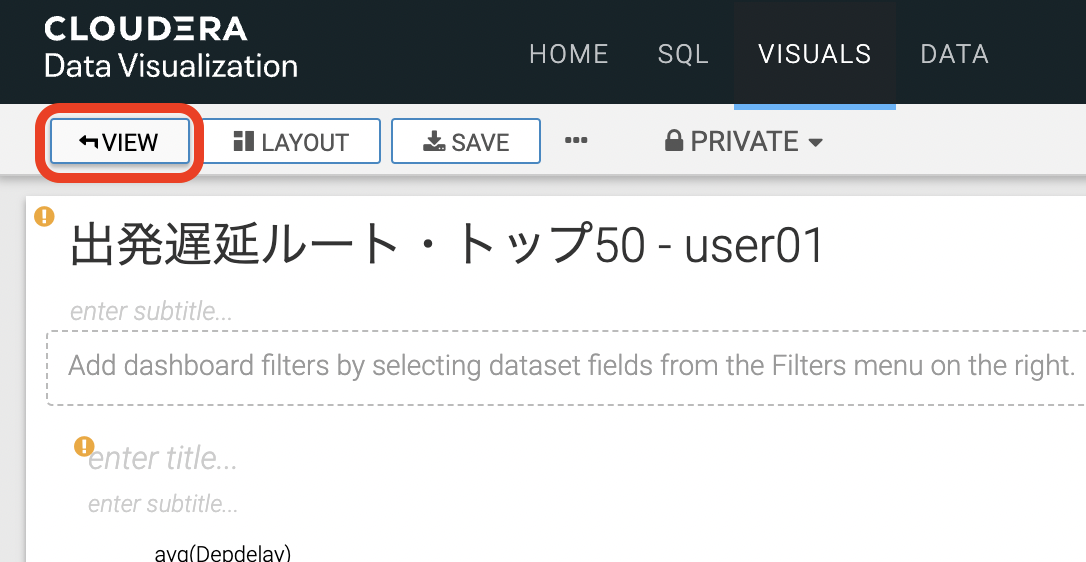 CLOUDERA
Data Visualization
HOME SQL VISUALS DATA
VIEW LAYOUT SAVE ... PRIVATE
出発遅延ルート・トップ50 - user01
enter subtitle...
Add dashboard filters by selecting dataset fields from the Filters menu on the right.
enter title...
enter subtitle...
avg(Depdelay)